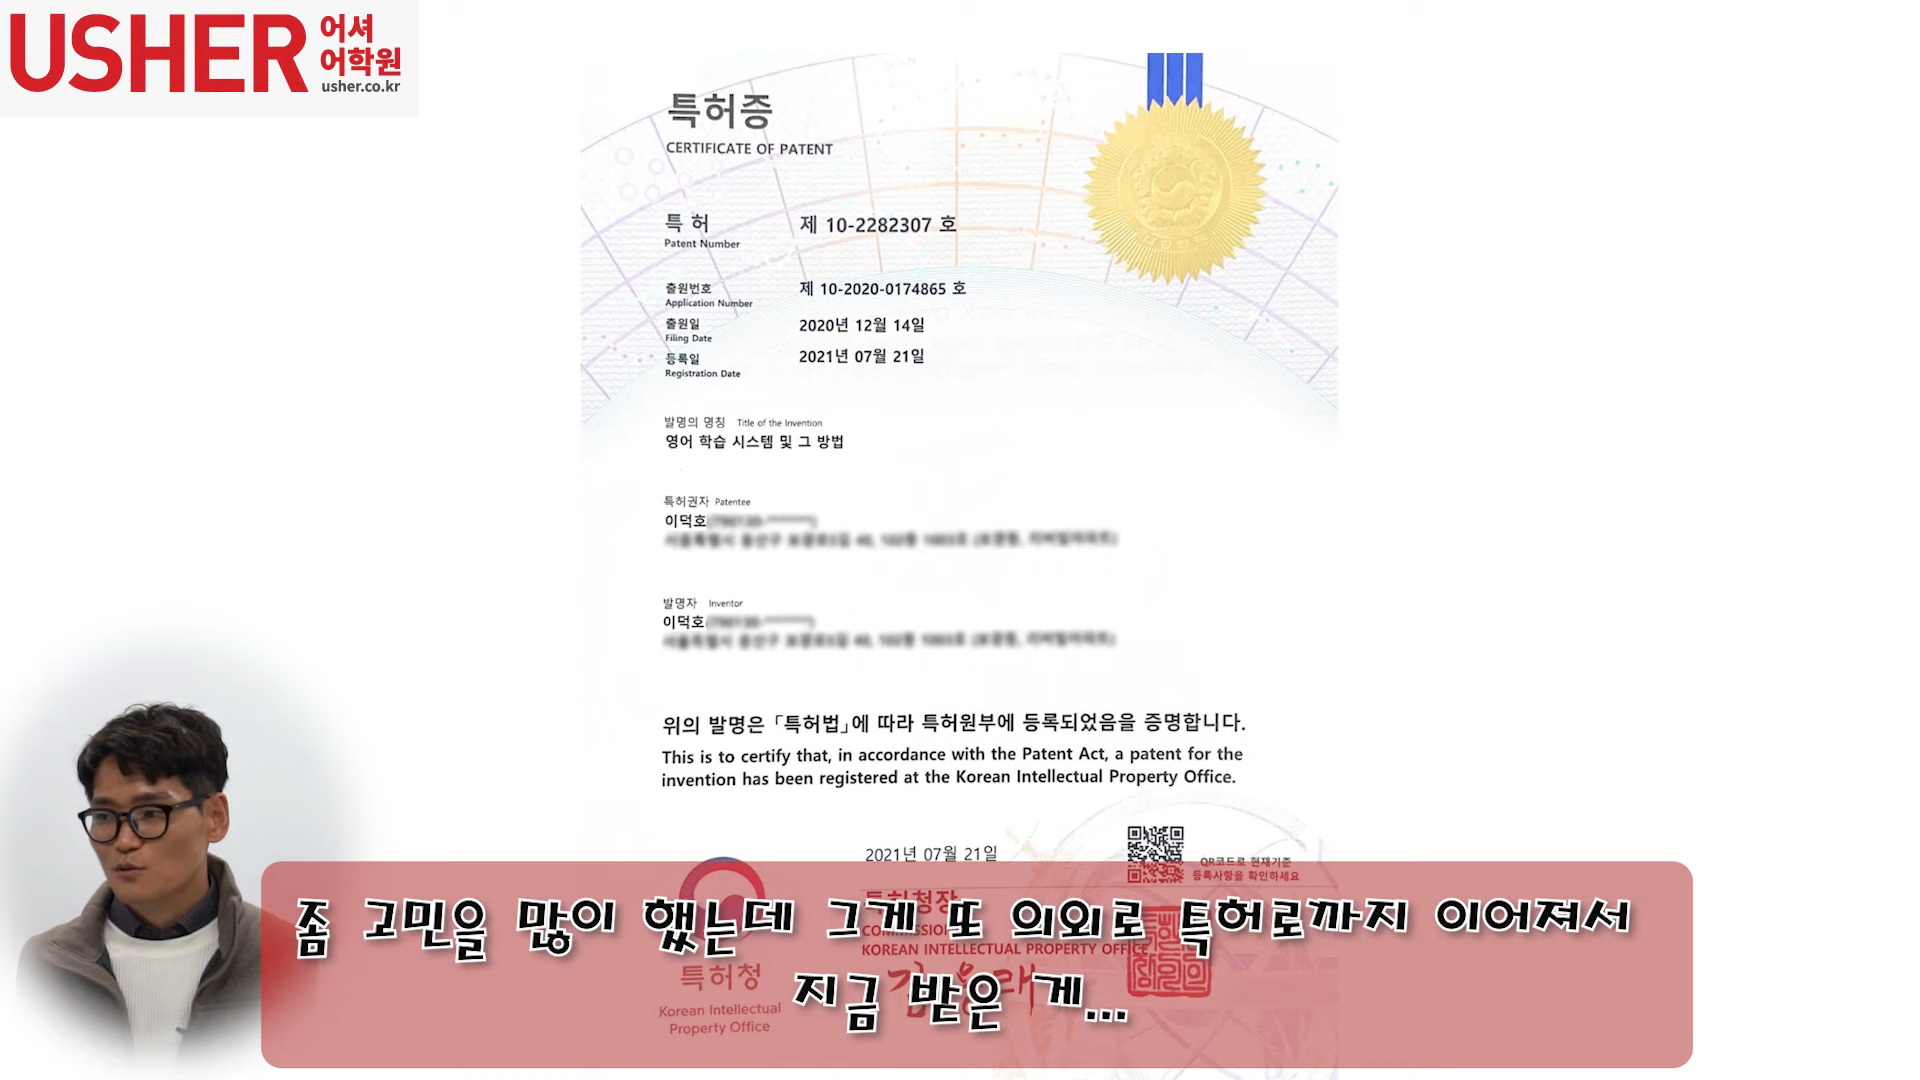 USHER 어셔
어학원
usher.co.kr
특허증
CERTIFICATE OF PATENT
특 허 제 10-2282307 호
Patent Number
출원번호 제 10-2020-0174865 호
Application Number
출원일 2020년 12월 14일
Filing Date
등록일 2021년 07월 21일
Registration Date
발명의 명칭 Title of the Invention
영어 학습 시스템 및 그 방법
특허권자 Patentee
이덕호
발명자 Inventor
이덕호
위의 발명은 「특허법」에 따라 특허원부에 등록되었음을 증명합니다.
This is to certify that, in accordance with the Patent Act, a patent for the
invention has been registered at the Korean Intellectual Property Office.
2021년 07월 21일
QR코드로 현재기준
등록사항을 확인하세요
특허청장
KOREAN INTELLECTUAL PROPERTY OFFICE
특허청
Korean Intellectual
Property Office
좀 고민을 많이 했는데 그게 또 의외로 특허로까지 이어져서
지금 받은 게...